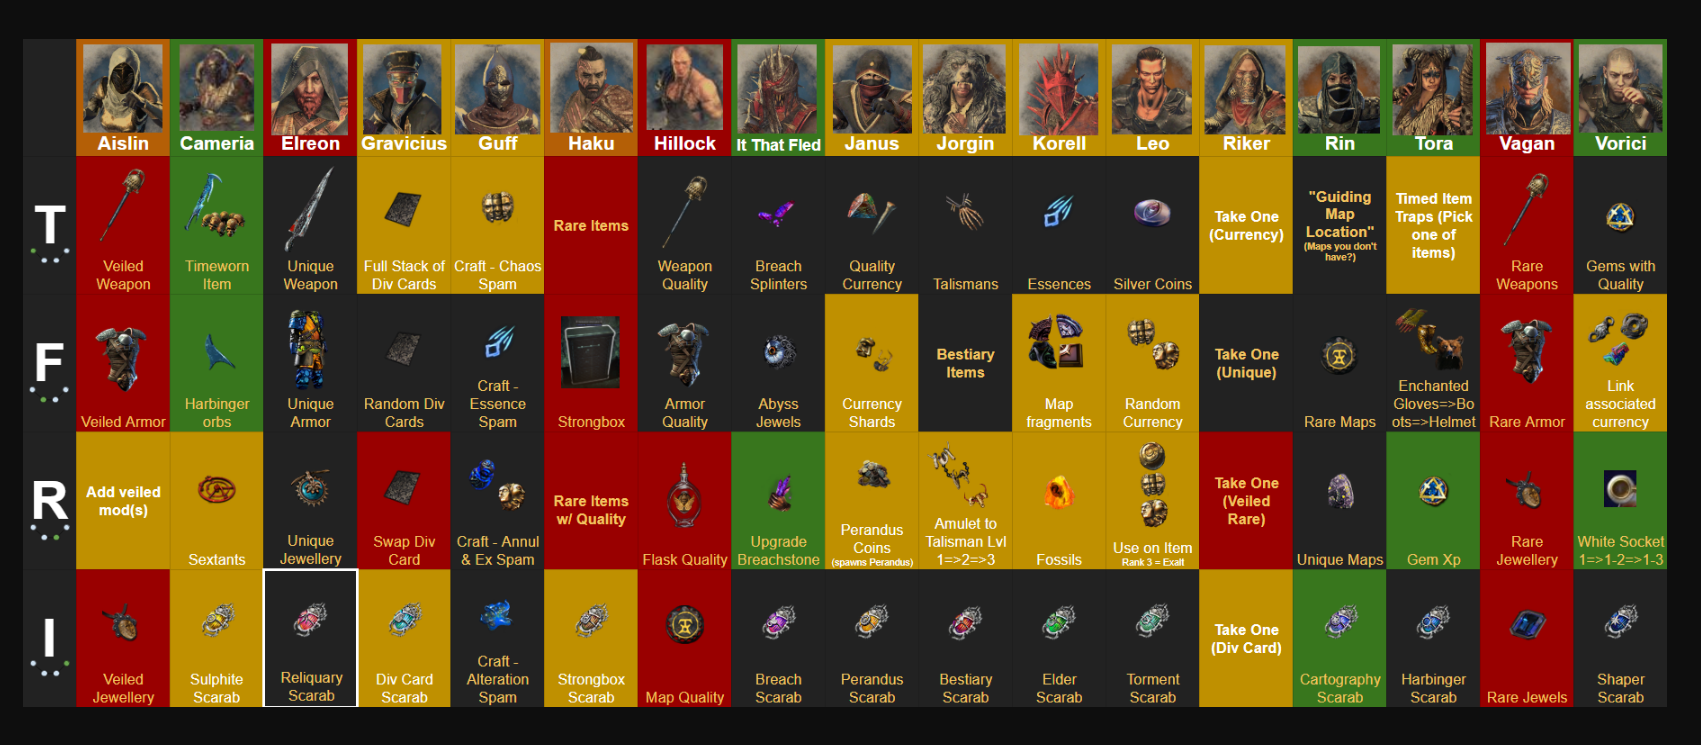 Aislin
Cameria
Elreon
Gravicius
Guff
Haku
Hillock
It That Fled
Janus
Jorgin
Korell
Leo
Riker
Rin
Tora
Vagan
Vorici
T
Veiled
Weapon
Timeworn
Item
Unique
Weapon
Full Stack of
Div Cards
Craft - Chaos
Spam
Rare Items
Weapon
Quality
Breach
Splinters
Quality
Currency
Talismans
Essences
Silver Coins
Take One
(Currency)
"Guiding
Map
Location"
(Maps you don't
have?)
Timed Item
Traps (Pick
one of
items)
Rare
Weapons
Gems with
Quality
F
Veiled Armor
Harbinger
orbs
Unique
Armor
Random Div
Cards
Craft -
Essence
Spam
Strongbox
Armor
Quality
Abyss
Jewels
Currency
Shards
Bestiary
Items
Map
fragments
Random
Currency
Take One
(Unique)
Rare Maps
Enchanted
Gloves=>Bo
ots=>Helmet
Rare Armor
Link
associated
currency
R
Add veiled
mod(s)
Sextants
Unique
Jewellery
Swap Div
Card
Craft - Annul
& Ex Spam
Rare Items
w/ Quality
Flask Quality
Upgrade
Breachstone
Perandus
Coins
(spawns Perandus)
Amulet to
Talisman Lvl
1=>2=>3
Fossils
Use on Item
Rank 3 = Exalt
Take One
(Veiled
Rare)
Unique Maps
Gem Xp
Rare
Jewellery
White Socket
1=>1-2=>1-3
I
Veiled
Jewellery
Sulphite
Scarab
Reliquary
Scarab
Div Card
Scarab
Craft -
Alteration
Spam
Strongbox
Scarab
Map Quality
Breach
Scarab
Perandus
Scarab
Bestiary
Scarab
Elder
Scarab
Torment
Scarab
Take One
(Div Card)
Cartography
Scarab
Harbinger
Scarab
Rare Jewels
Shaper
Scarab